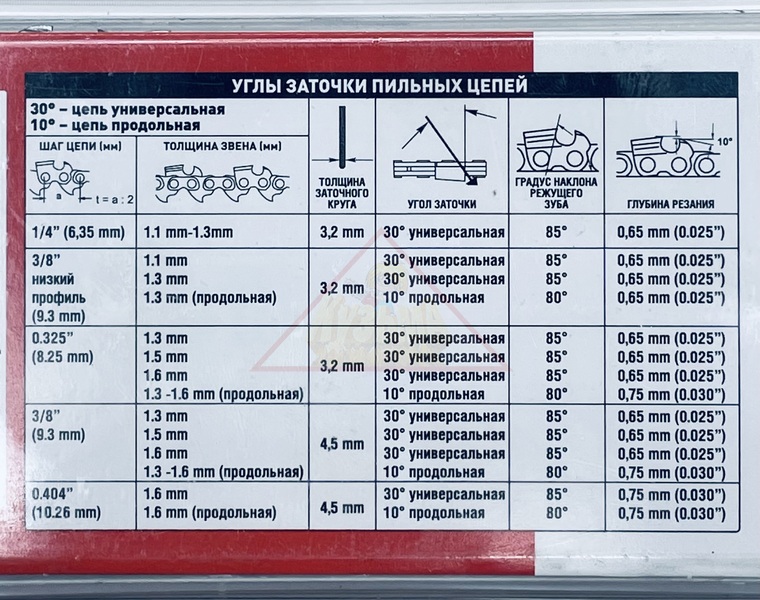 УГЛЫ ЗАТОЧКИ ПИЛЬНЫХ ЦЕПЕЙ
30° – цепь универсальная
10° – цепь продольная
ШАГ ЦЕПИ (мм)
a
t = a : 2
ТОЛЩИНА ЗВЕНА (мм)
ТОЛЩИНА
ЗАТОЧНОГО
КРУГА
УГОЛ ЗАТОЧКИ
ГРАДУС НАКЛОНА
РЕЖУЩЕГО
ЗУБА
10°
ГЛУБИНА РЕЗАНИЯ
1/4” (6,35 mm) 1.1 mm-1.3mm 3,2 mm 30° универсальная 85° 0,65 mm (0.025”)
3/8” 1.1 mm 30° универсальная 85° 0,65 mm (0.025”)
низкий 1.3 mm 3,2 mm 30° универсальная 85° 0,65 mm (0.025”)
профиль 1.3 mm (продольная) 10° продольная 80° 0,65 mm (0.025”)
(9.3 mm)
0.325” 1.3 mm 30° универсальная 85° 0,65 mm (0.025”)
(8.25 mm) 1.5 mm 3,2 mm 30° универсальная 85° 0,65 mm (0.025”)
1.6 mm 30° универсальная 85° 0,65 mm (0.025”)
1.3 -1.6 mm (продольная) 10° продольная 80° 0,75 mm (0.030”)
3/8” 1.3 mm 30° универсальная 85° 0,65 mm (0.025”)
(9.3 mm) 1.5 mm 4,5 mm 30° универсальная 85° 0,65 mm (0.025”)
1.6 mm 30° универсальная 85° 0,65 mm (0.025”)
1.3 -1.6 mm (продольная) 10° продольная 80° 0,75 mm (0.030”)
0.404” 1.6 mm 4,5 mm 30° универсальная 85° 0,75 mm (0.030”)
(10.26 mm) 1.6 mm (продольная) 10° продольная 80° 0,75 mm (0.030”)